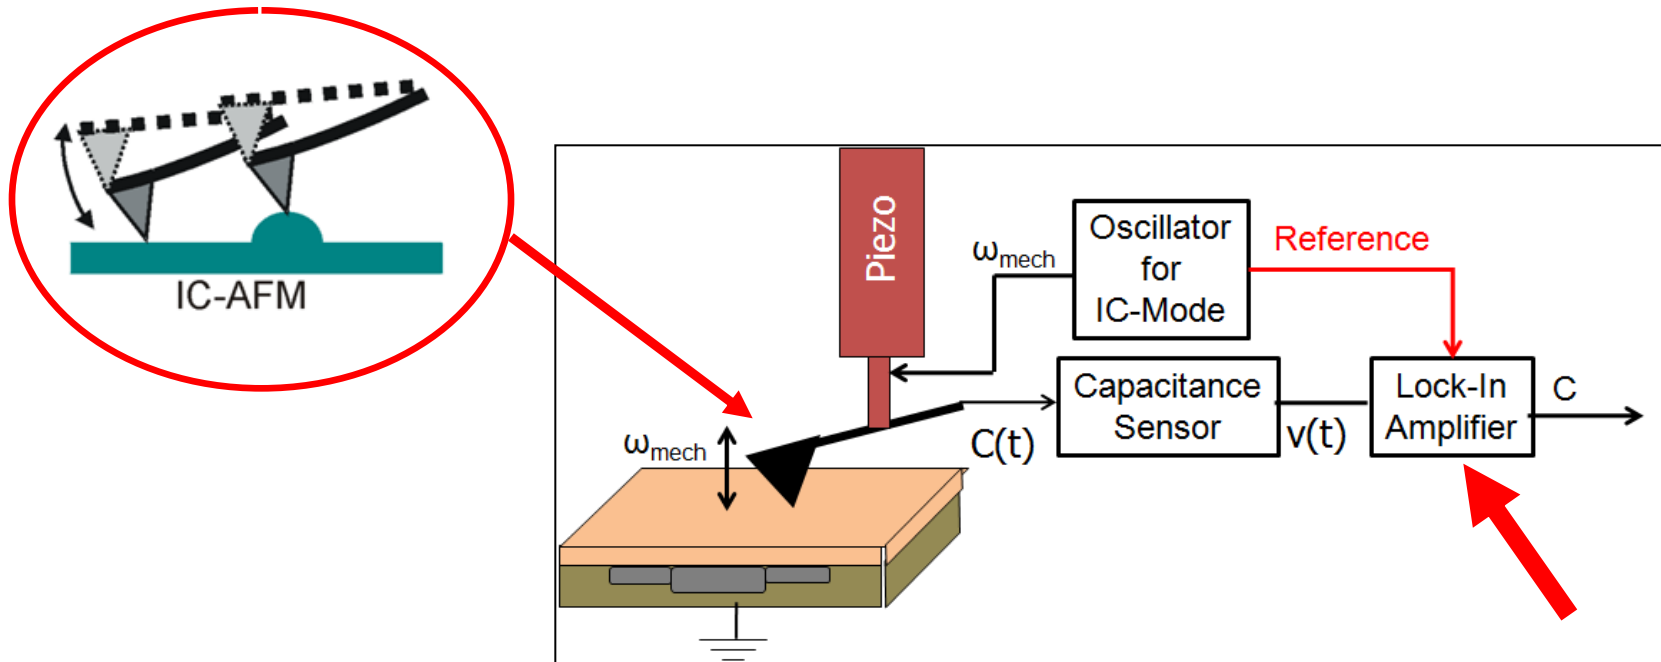 IC-AFM
Piezo
ωmech
Oscillator
for
IC-Mode
Reference
ωmech
C(t)
Capacitance
Sensor
v(t)
Lock-In
Amplifier
C